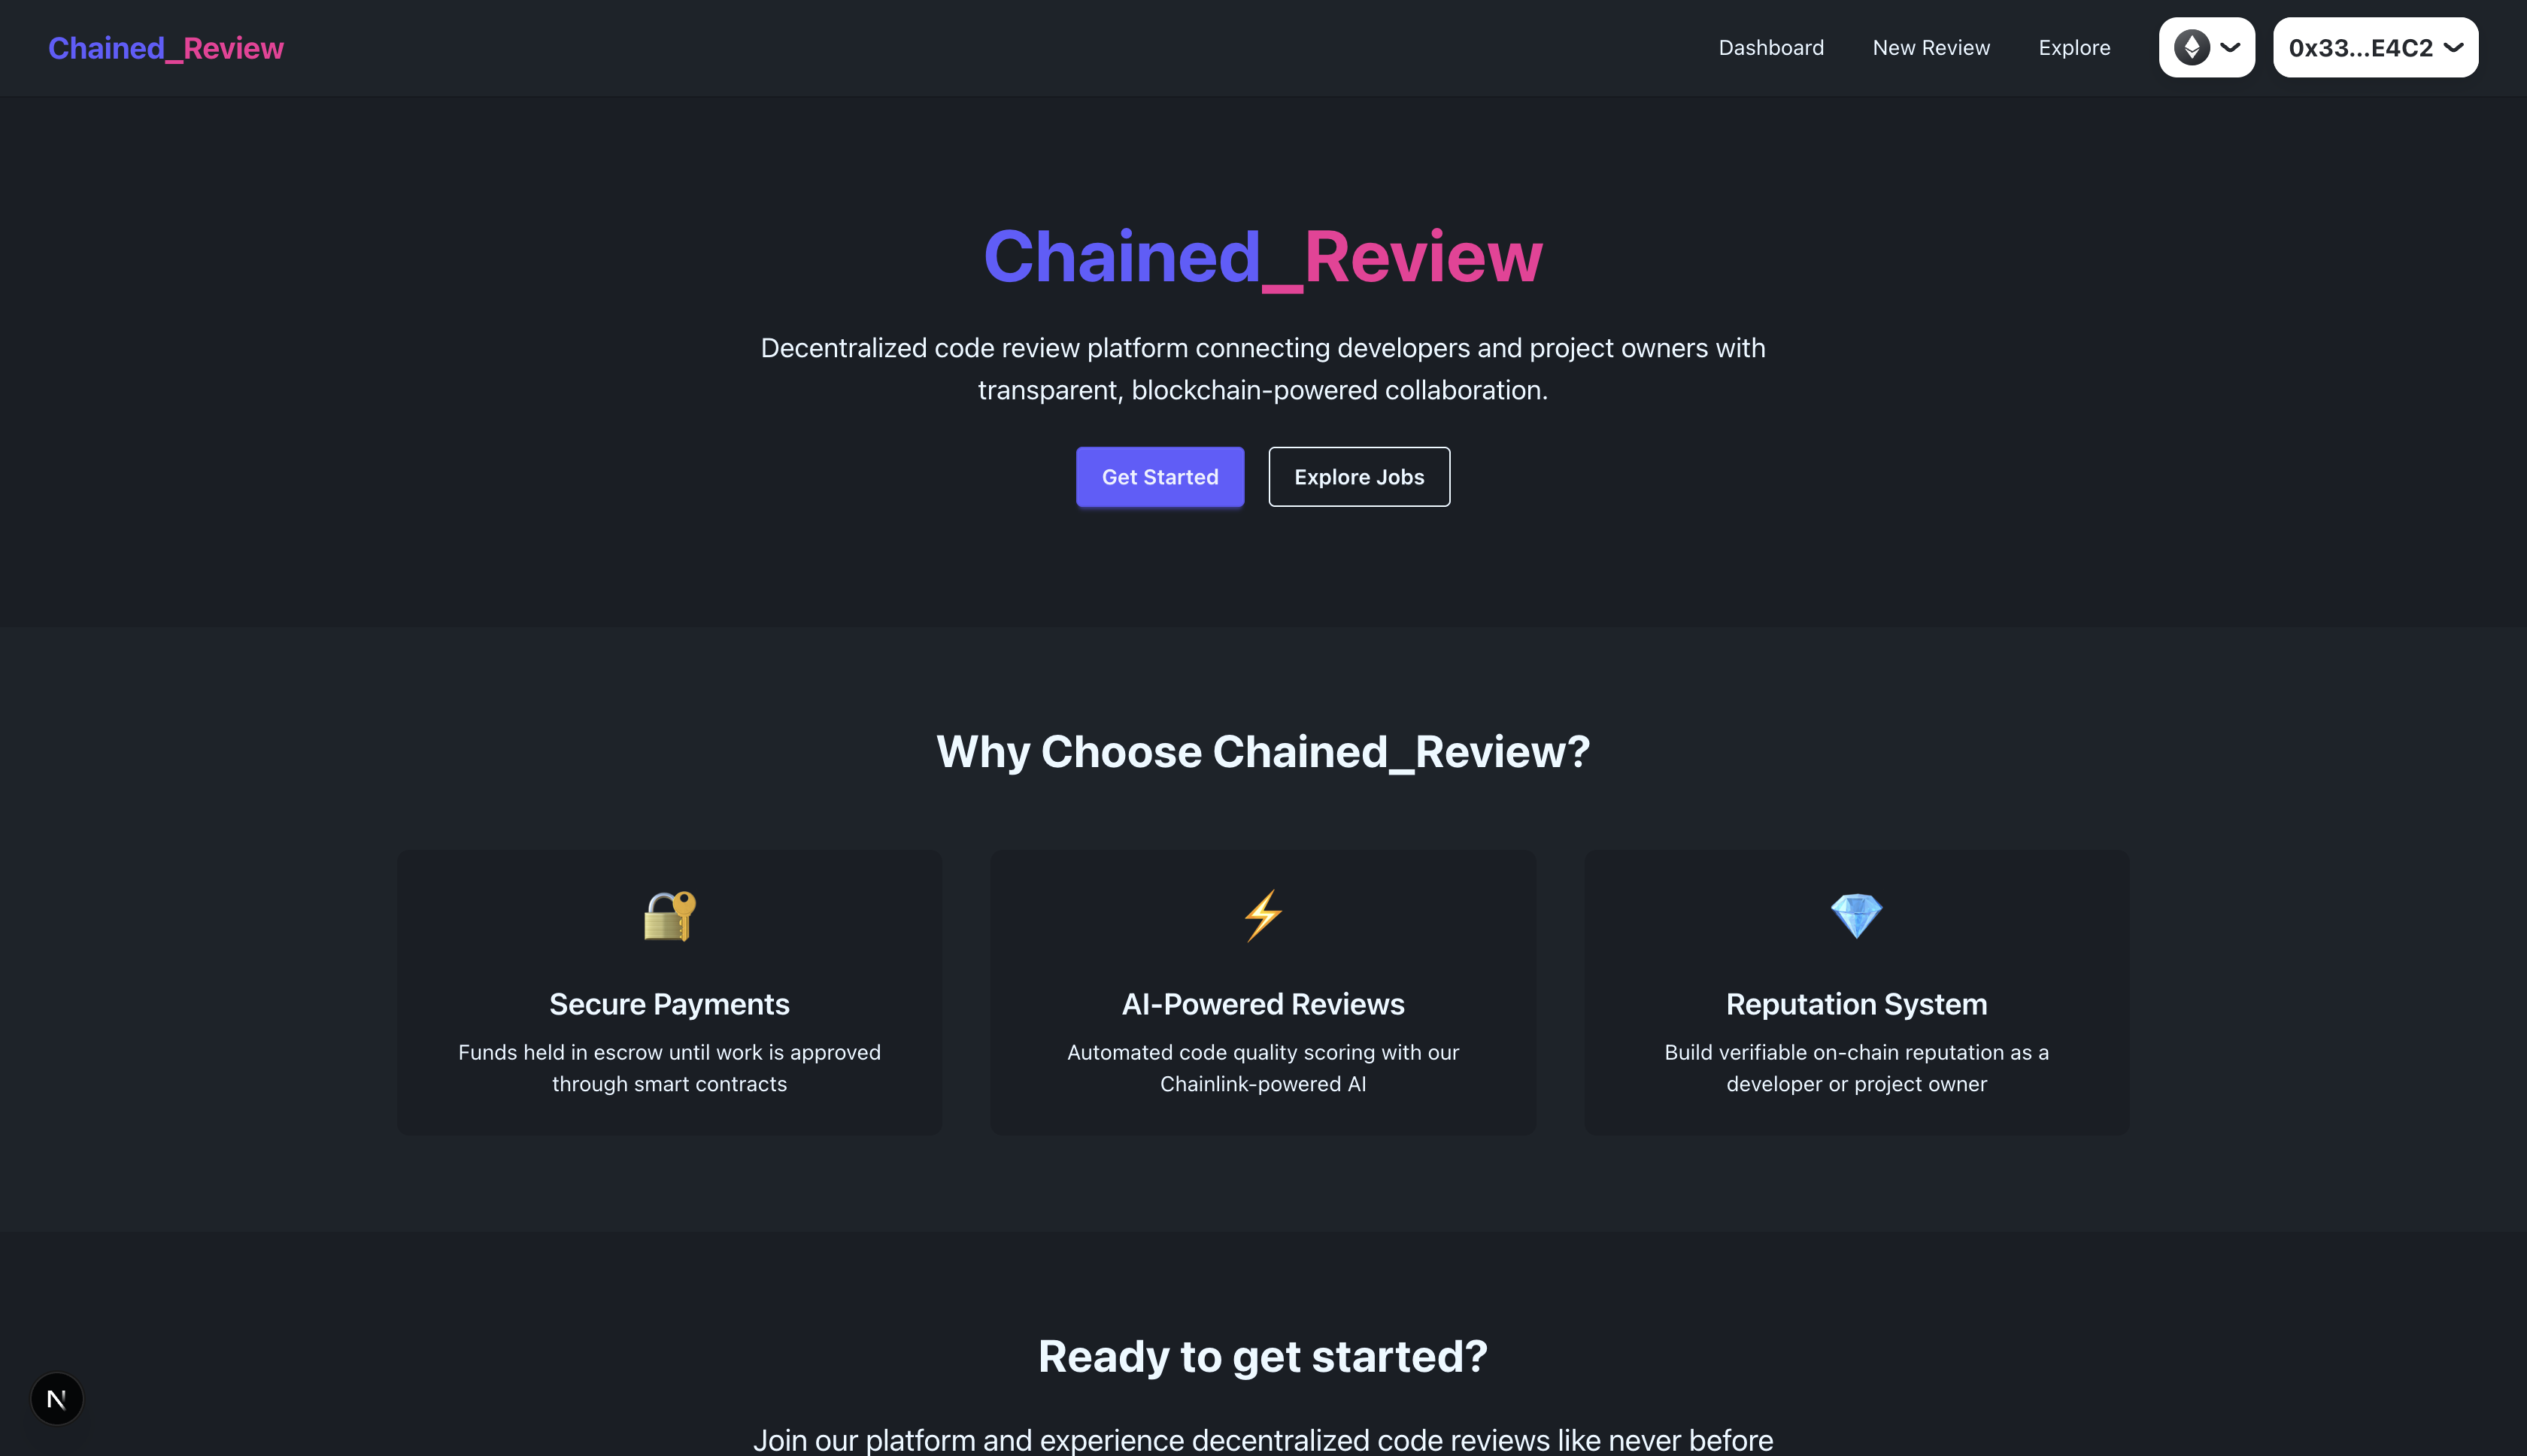 Chained_Review
Dashboard
New Review
Explore
0x33...E4C2
Chained_Review
Decentralized code review platform connecting developers and project owners with
transparent, blockchain-powered collaboration.
Get Started
Explore Jobs
Why Choose Chained_Review?
Secure Payments
Funds held in escrow until work is approved
through smart contracts
AI-Powered Reviews
Automated code quality scoring with our
Chainlink-powered AI
Reputation System
Build verifiable on-chain reputation as a
developer or project owner
Ready to get started?
Join our platform and experience decentralized code reviews like never before
N